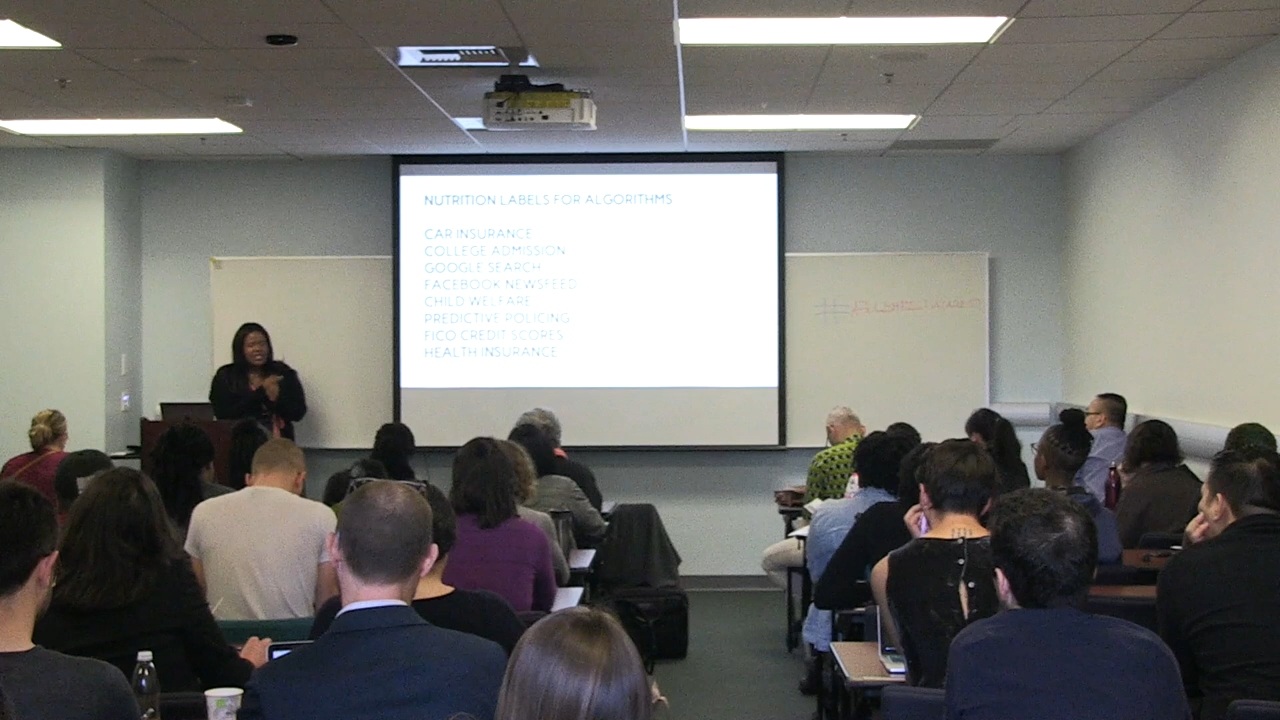 NUTRITION LABELS FOR ALGORITHMS
CAR INSURANCE
COLLEGE ADMISSION
GOOGLE SEARCH
FACEBOOK NEWSFEED
CHILD WELFARE
PREDICTIVE POLICING
FICO CREDIT SCORES
HEALTH INSURANCE